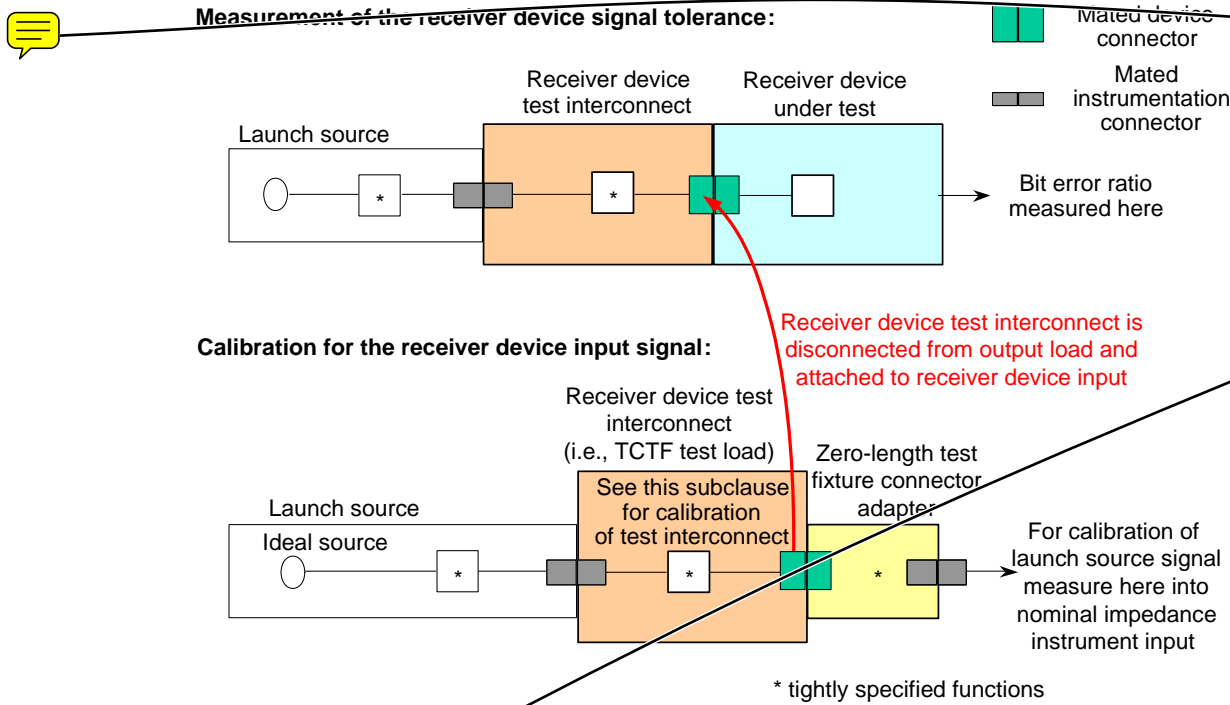 Measurement of the receiver device signal tolerance:
Mated device
connector
Mated
instrumentation
connector
Receiver device
test interconnect
Receiver device
under test
Launch source
*
*
Bit error ratio
measured here
Receiver device test interconnect is
disconnected from output load and
attached to receiver device input
Calibration for the receiver device input signal:
Receiver device test
interconnect
(i.e., TCTF test load)
Zero-length test
fixture connector
adapter
See this subclause
for calibration
of test interconnect
Launch source
Ideal source
*
*
*
For calibration of
launch source signal
measure here into
nominal impedance
instrument input
* tightly specified functions